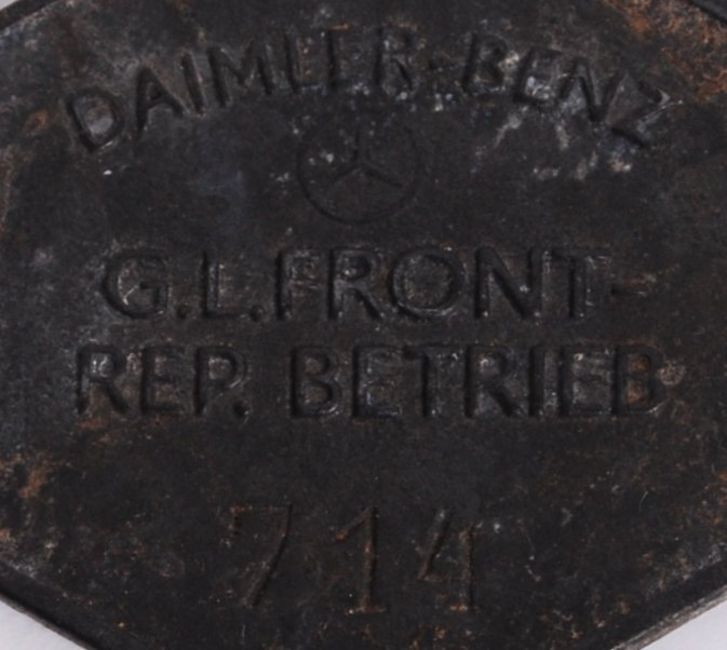 DAIMLER-BENZ
G.L.FRONT-
REP. BETRIEB
714